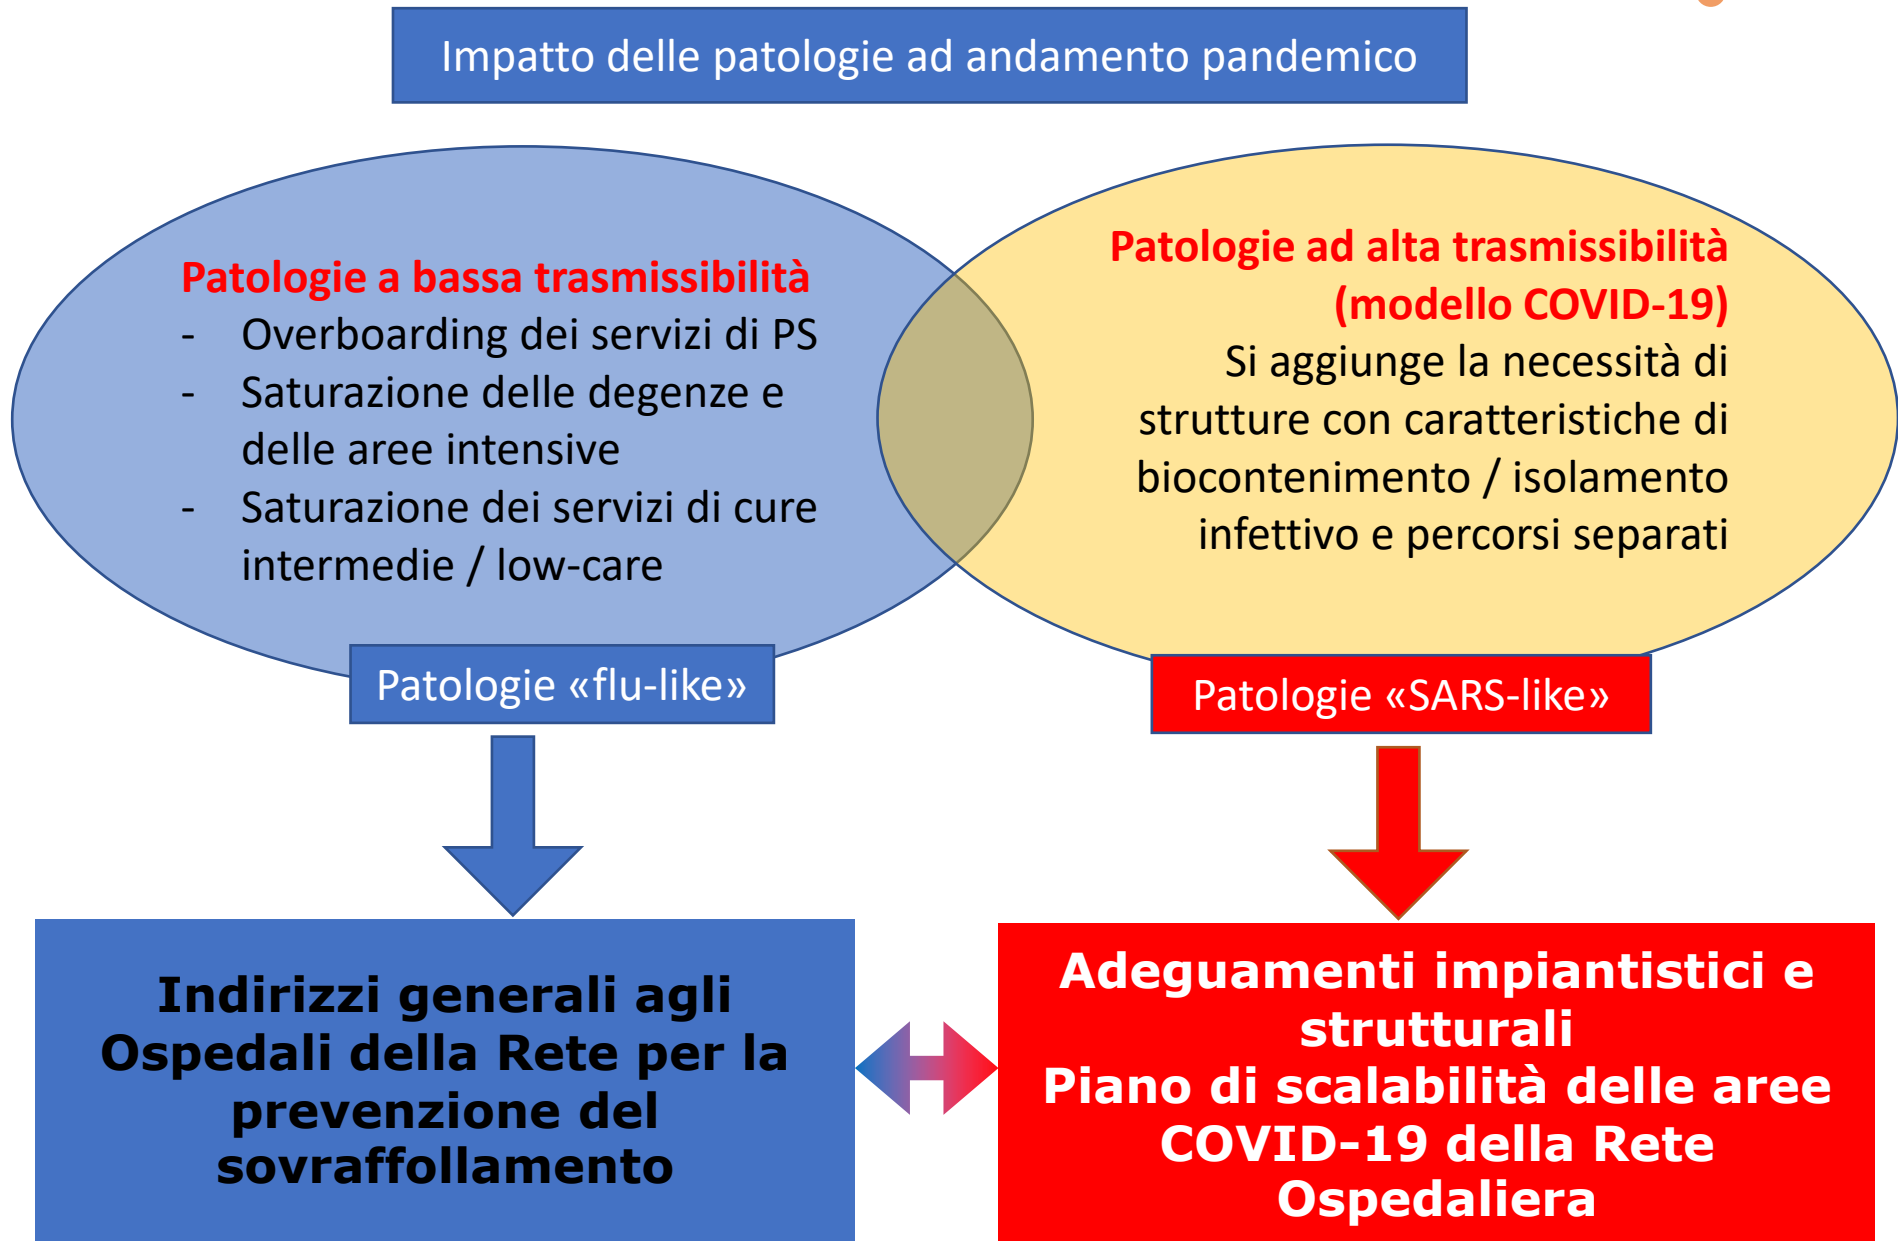 Impatto delle patologie ad andamento pandemico
Patologie a bassa trasmissibilità
- Overboarding dei servizi di PS
- Saturazione delle degenze e
delle aree intensive
- Saturazione dei servizi di cure
intermedie / low-care
Patologie «flu-like»
Patologie ad alta trasmissibilità
(modello COVID-19)
Si aggiunge la necessità di
strutture con caratteristiche di
biocontenimento / isolamento
infettivo e percorsi separati
Patologie «SARS-like»
Indirizzi generali agli
Ospedali della Rete per la
prevenzione del
sovraffollamento
Adeguamenti impiantistici e
strutturali
Piano di scalabilità delle aree
COVID-19 della Rete
Ospedaliera